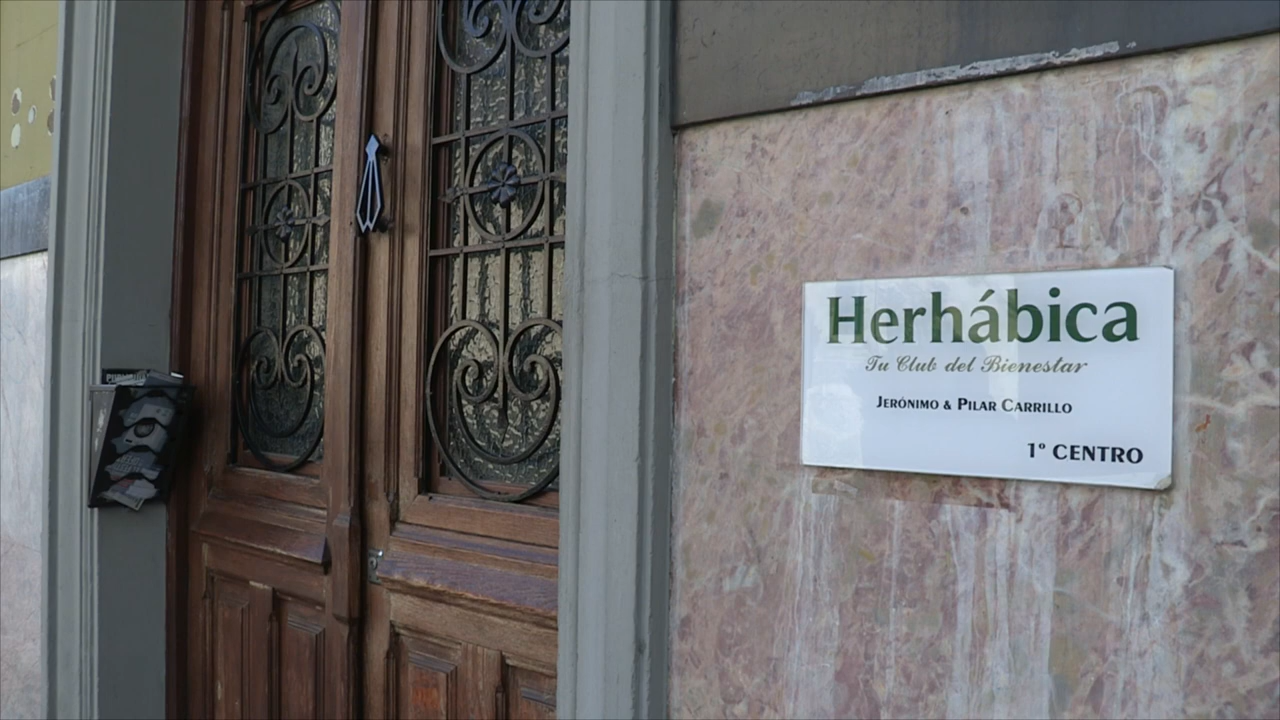 Herhábica
Tu Club del Bienestar
JERÓNIMO & PILAR CARRILLO
1º CENTRO